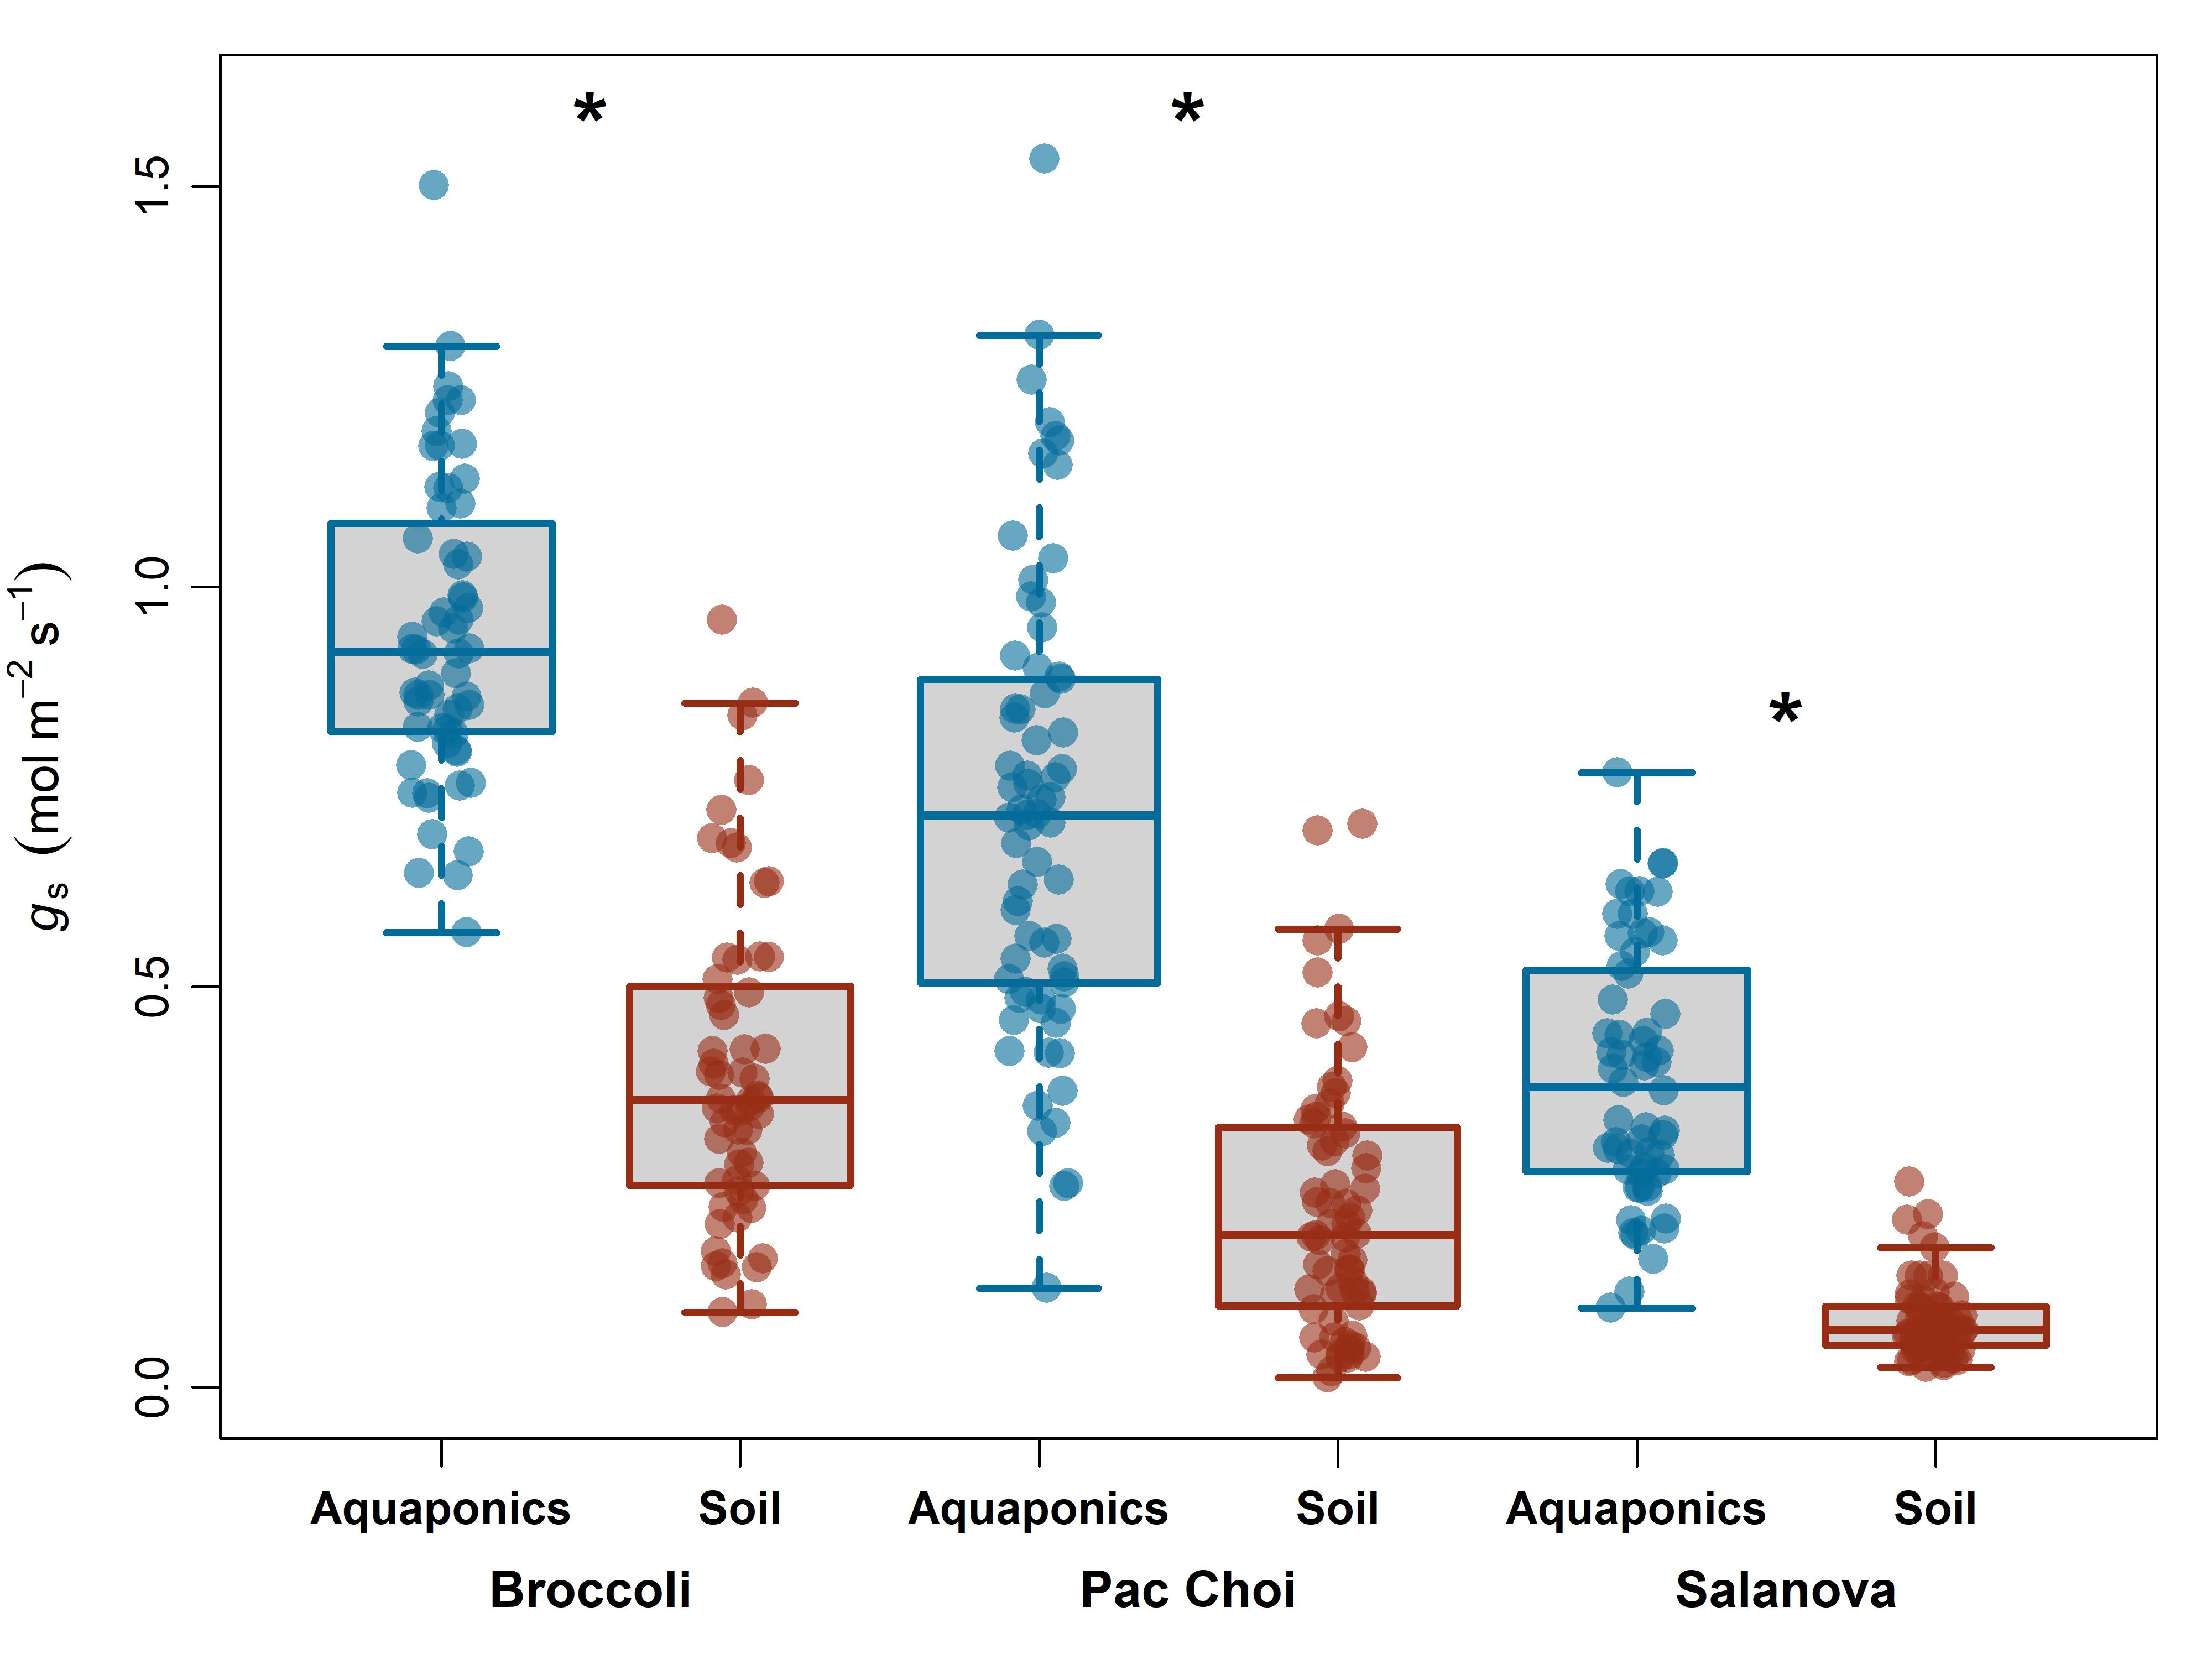 * *
*
1.5
1.0
0.5
0.0
gs (mol m−2 s−1)
Aquaponics Soil Aquaponics Soil Aquaponics Soil
Broccoli Pac Choi Salanova